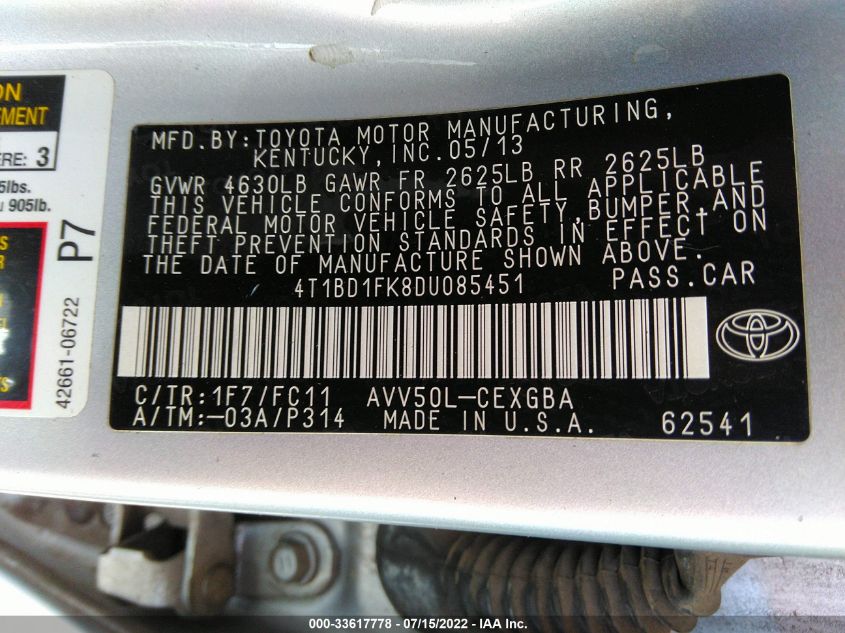 ON
EMENT
ERE: 3
5lbs.
u 905lb.
S
R
P7
42661-06722
MFD.BY:TOYOTA MOTOR MANUFACTURING,
KENTUCKY,INC.05/13
GVWR 4630LB GAWR FR 2625LB RR 2625LB
THIS VEHICLE CONFORMS TO ALL APPLICABLE
FEDERAL MOTOR VEHICLE SAFETY,BUMPER,AND
THEFT PREVENTION STANDARDS IN EFFECT ON
THE DATE OF MANUFACTURE SHOWN ABOVE.
4T1BD1FK8DU085451 PASS.CAR
C/TR:1F7/FC11 AVV50L-CEXGBA
A/TM:-03A/P314 MADE IN U.S.A. 62541
000-33617778 - 07/15/2022 - IAA Inc.